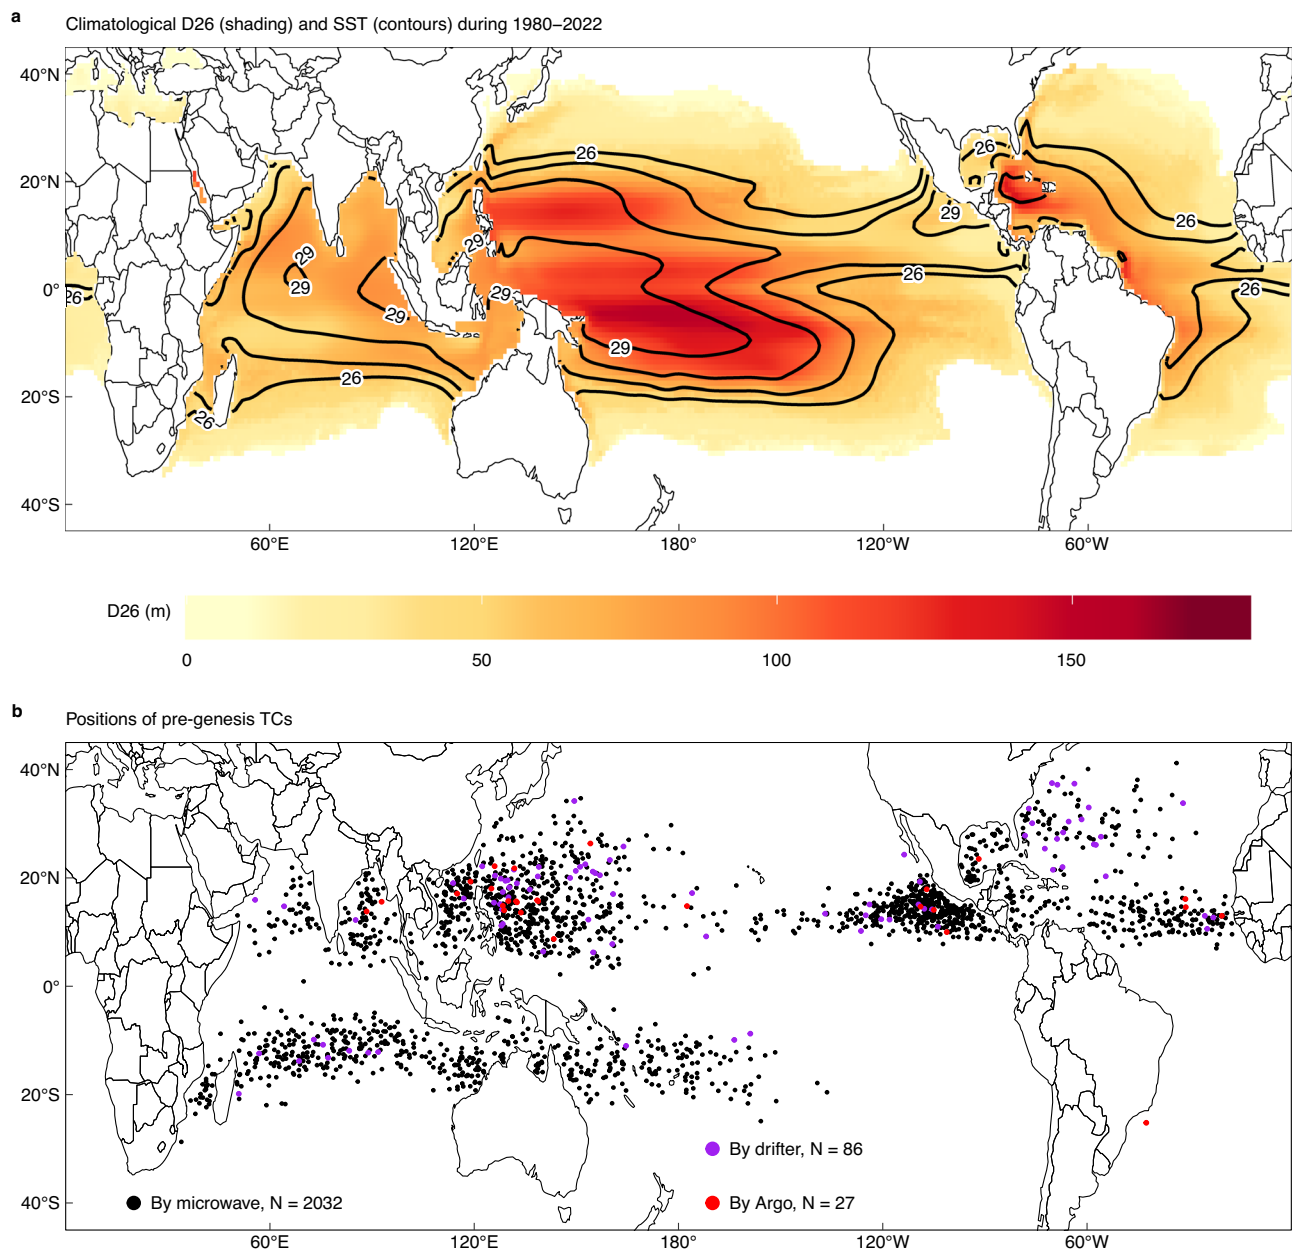 a
Climatological D26 (shading) and SST (contours) during 1980–2022
40°N
20°N
0°
20°S
40°S
26
26
29
26
29
29
29
26
29
29
26
26
29
29
26
26
60°E
120°E
180°
120°W
60°W
D26 (m)
0
50
100
150
b
Positions of pre-genesis TCs
40°N
20°N
0°
20°S
40°S
By drifter, N = 86
By microwave, N = 2032
By Argo, N = 27
60°E
120°E
180°
120°W
60°W